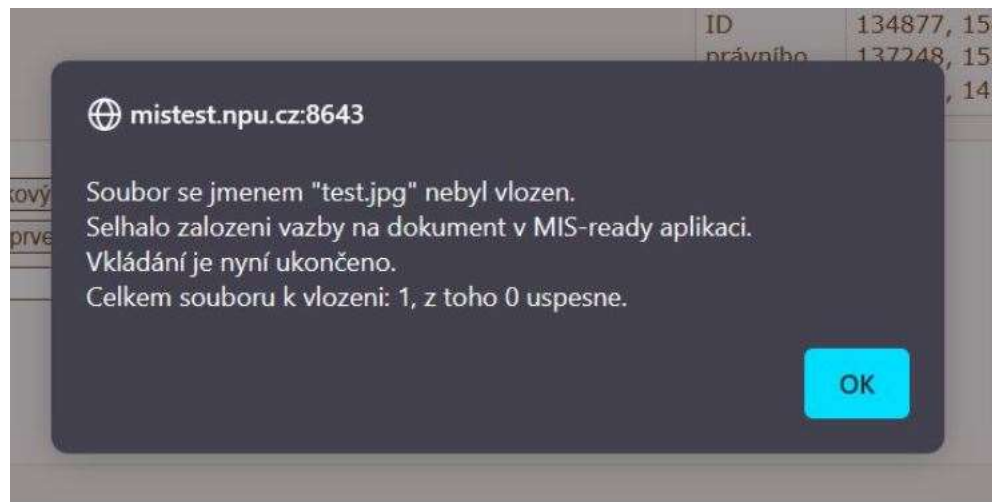 ID 134877, 15
právního 137248, 15
, 14
mistest.npu.cz:8643
Soubor se jmenem "test.jpg" nebyl vlozen.
Selhalo zalozeni vazby na dokument v MIS-ready aplikaci.
Vkládání je nyní ukončeno.
Celkem souboru k vlozeni: 1, z toho 0 uspesne.
OK